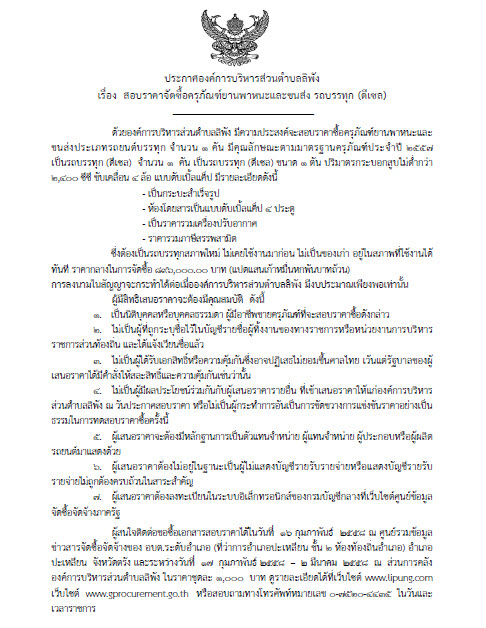 ประกาศองค์การบริหารส่วนตำบลลิพัง
เรื่อง สอบราคาจัดซื้อครุภัณฑ์ยานพาหนะและขนส่ง รถบรรทุก (ดีเซล)
ด้วยองค์การบริหารส่วนตำบลลิพัง มีความประสงค์จะสอบราคาซื้อครุภัณฑ์ยานพาหนะและ
ขนส่งประเภทรถยนต์บรรทุก จำนวน ๑ คัน มีคุณลักษณะตามมาตรฐานครุภัณฑ์ประจำปี ๒๕๕๗
เป็นรถบรรทุก (ดีเซล) จำนวน ๑ คัน เป็นรถบรรทุก (ดีเซล) ขนาด ๑ ตัน ปริมาตรกระบอกสูบไม่ต่ำกว่า
๒,๔๐๐ ซีซี ขับเคลื่อน ๔ ล้อ แบบดับเบิ้ลแค็ป มีรายละเอียดดังนี้
- เป็นกระบะสำเร็จรูป
- ห้องโดยสารเป็นแบบดับเบิ้ลแค็ป ๔ ประตู
- เป็นราคารวมเครื่องปรับอากาศ
- ราคารวมภาษีสรรพสามิต
ซึ่งต้องเป็นรถบรรทุกสภาพใหม่ ไม่เคยใช้งานมาก่อน ไม่เป็นของเก่า อยู่ในสภาพที่ใช้งานได้
ทันที ราคากลางในการจัดซื้อ ๘๙๖,๐๐๐.๐๐ บาท (แปดแสนเก้าหมื่นหกพันบาทถ้วน)
การลงนามในสัญญาจะกระทำได้ต่อเมื่อองค์การบริหารส่วนตำบลลิพัง มีงบประมาณเพียงพอเท่านั้น
ผู้มีสิทธิเสนอราคาจะต้องมีคุณสมบัติ ดังนี้
๑. เป็นนิติบุคคลหรือบุคคลธรรมดา ผู้มีอาชีพขายครุภัณฑ์ที่จะสอบราคาซื้อดังกล่าว
๒. ไม่เป็นผู้ที่ถูกระบุชื่อไว้ในบัญชีรายชื่อผู้ทิ้งงานของทางราชการหรือหน่วยงานการบริหาร
ราชการส่วนท้องถิ่น และได้แจ้งเวียนชื่อแล้ว
๓. ไม่เป็นผู้ได้รับเอกสิทธิ์หรือความคุ้มกันซึ่งอาจปฏิเสธไม่ยอมขึ้นศาลไทย เว้นแต่รัฐบาลของผู้
เสนอราคาได้มีคำสั่งให้สละสิทธิ์และความคุ้มกันเช่นว่านั้น
๔. ไม่เป็นผู้มีผลประโยชน์ร่วมกันกับผู้เสนอราคารายอื่น ที่เข้าเสนอราคาให้แก่องค์การบริหาร
ส่วนตำบลลิพัง ณ วันประกาศสอบราคา หรือไม่เป็นผู้กระทำการอันเป็นการขัดขวางการแข่งขันราคาอย่างเป็น
ธรรมในการทดสอบราคาซื้อครั้งนี้
๕. ผู้เสนอราคาจะต้องมีหลักฐานการเป็นตัวแทนจำหน่าย ผู้แทนจำหน่าย ผู้ประกอบหรือผู้ผลิต
รถยนต์มาแสดงด้วย
๖. ผู้เสนอราคาต้องไม่อยู่ในฐานะเป็นผู้ไม่แสดงบัญชีรายรับรายจ่ายหรือแสดงบัญชีรายรับ
รายจ่ายไม่ถูกต้องครบถ้วนในสาระสำคัญ
๗. ผู้เสนอราคาต้องลงทะเบียนในระบบอิเล็กทรอนิกส์ของกรมบัญชีกลางที่เว็บไซต์ศูนย์ข้อมูล
จัดซื้อจัดจ้างภาครัฐ
ผู้สนใจติดต่อขอซื้อเอกสารสอบราคาได้ในวันที่ ๑๖ กุมภาพันธ์ ๒๕๕๘ ณ ศูนย์รวมข้อมูล
ข่าวสารจัดซื้อจัดจ้างของ อบต.ระดับอำเภอ (ที่ว่าการอำเภอปะเหลียน ชั้น ๒ ห้องท้องถิ่นอำเภอ) อำเภอ
ปะเหลียน จังหวัดตรัง และระหว่างวันที่ ๑๗ กุมภาพันธ์ ๒๕๕๘ – ๒ มีนาคม ๒๕๕๘ ณ ส่วนการคลัง
องค์การบริหารส่วนตำบลลิพัง ในราคาชุดละ ๑,๐๐๐ บาท ดูรายละเอียดได้ที่เว็บไซต์ www.lipung.com
เว็บไซต์ www.gprocurement.go.th หรือสอบถามทางโทรศัพท์หมายเลข ๐-๗๕๒๐-๔๔๓๕ ในวันและ
เวลาราชการ